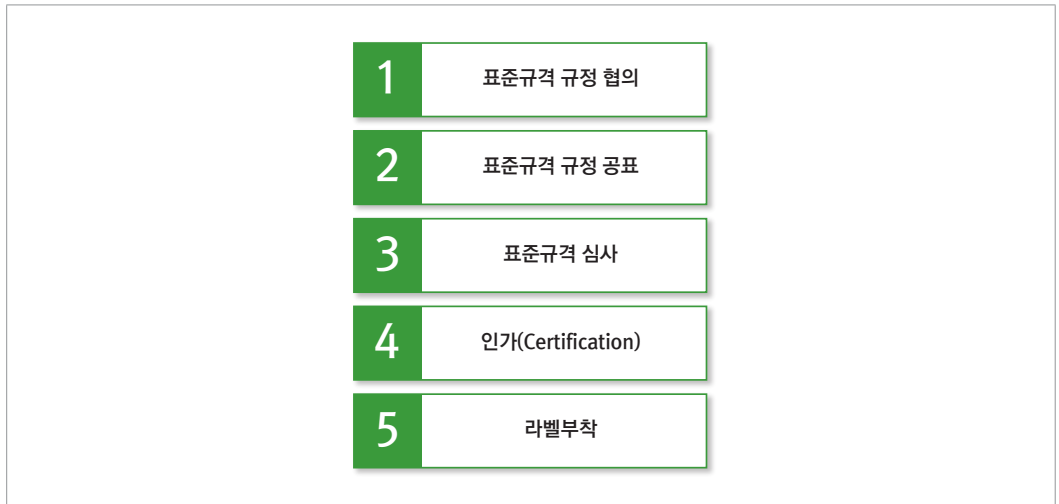 1 표준규격 규정 협의
2 표준규격 규정 공표
3 표준규격 심사
4 인가(Certification)
5 라벨부착